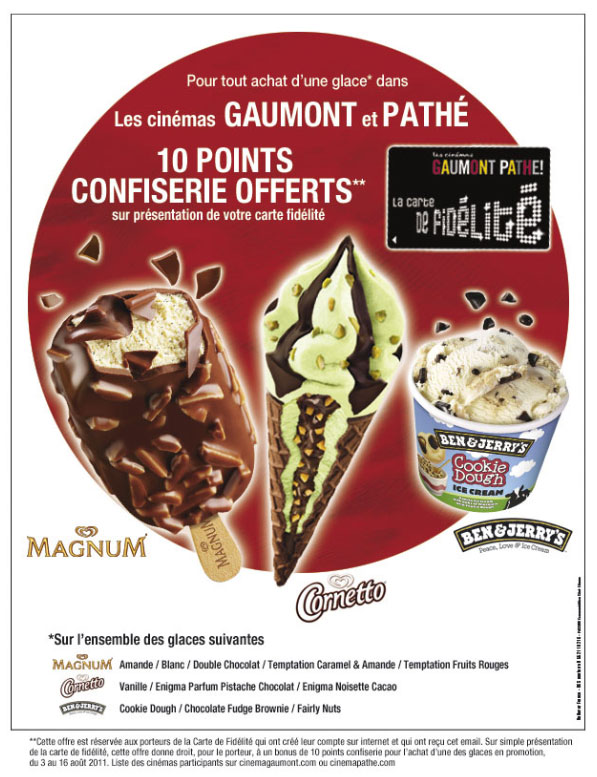 Pour tout achat d'une glace* dans
Les cinémas GAUMONT et PATHÉ
10 POINTS
CONFISERIE OFFERTS**
sur présentation de votre carte fidélité
les cinémas
GAUMONT PATHE!
la carte
de fidélité
MAGNUM
BEN & JERRY'S
Cookie
Dough
ICE CREAM
MAGNUM
BEN & JERRY'S
Peace, Love & Ice Cream
Cornetto
*Sur l'ensemble des glaces suivantes
MAGNUM Amande / Blanc / Double Chocolat / Temptation Caramel & Amande / Temptation Fruits Rouges
Cornetto Vanille / Enigma Parfum Pistache Chocolat / Enigma Noisette Cacao
BEN & JERRY'S Cookie Dough / Chocolate Fudge Brownie / Fairly Nuts
**Cette offre est réservée aux porteurs de la Carte de Fidélité qui ont créé leur compte sur internet et qui ont reçu cet email. Sur simple présentation
de la carte de fidélité, cette offre donne droit, pour le porteur, à un bonus de 10 points confiserie pour l'achat d'une des glaces en promotion,
du 3 au 16 août 2011. Liste des cinémas participants sur cinemagaumont.com ou cinemapathe.com